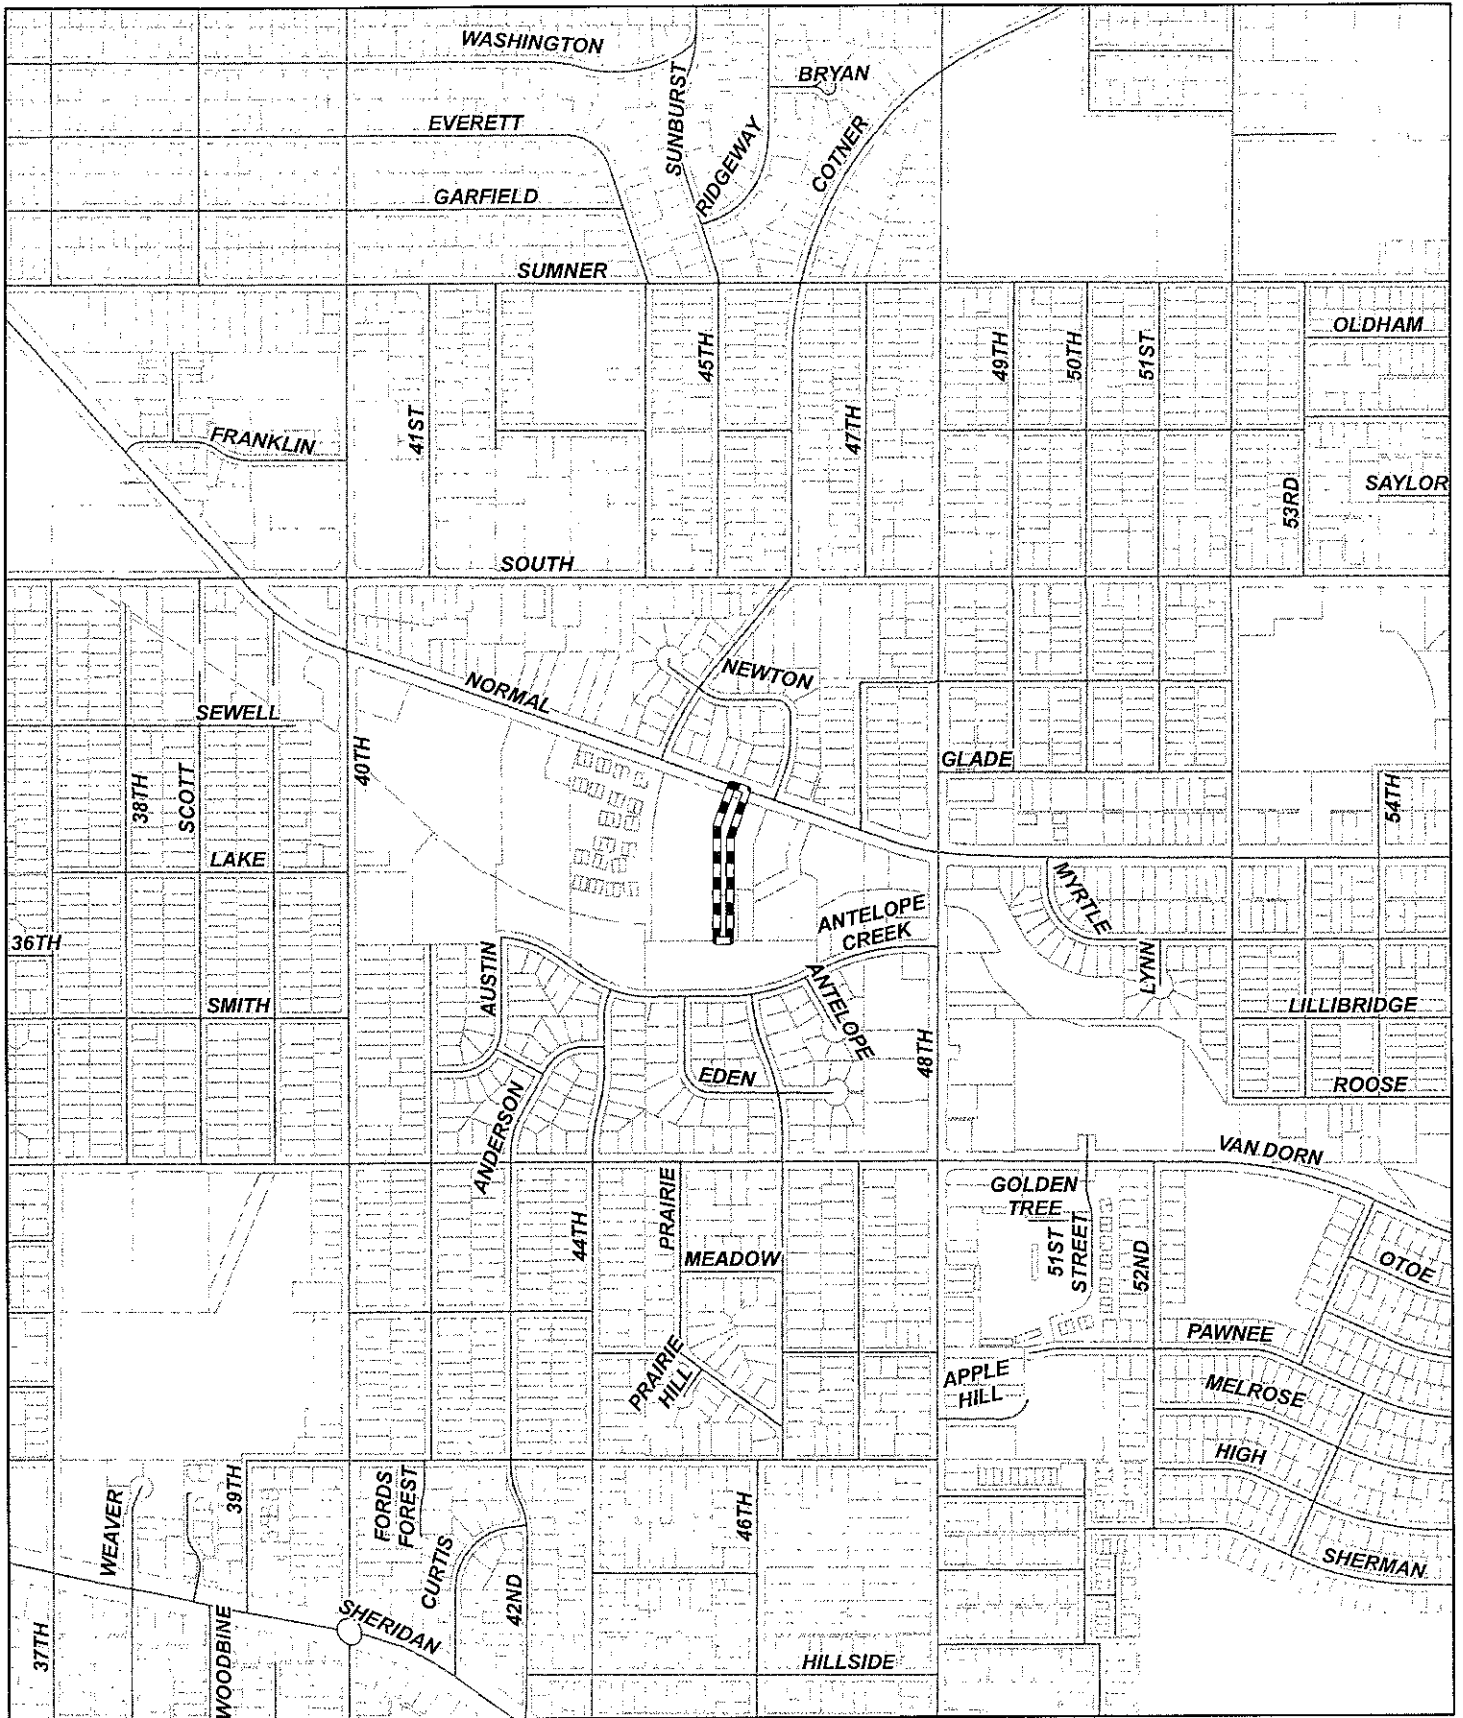 WASHINGTON
BRYAN
SUNBURST
EVERETT
RIDGEWAY
COTNER
GARFIELD
SUMNER
OLDHAM
45TH
49TH
50TH
51ST
41ST
47TH
FRANKLIN
SAYLOR
53RD
SOUTH
NEWTON
NORMAL
SEWELL
40TH
GLADE
38TH
SCOTT
54TH
LAKE
MYRTLE
ANTELOPE
CREEK
36TH
AUSTIN
LYNN
ANTELOPE
SMITH
LILLIBRIDGE
48TH
EDEN
ROOSE
ANDERSON
VAN DORN
GOLDEN
TREE
PRAIRIE
44TH
51ST
STREET
52ND
MEADOW
OTOE
PAWNEE
PRAIRIE
HILL
APPLE
HILL
MELROSE
HIGH
39TH
FORDS
FOREST
WEAVER
46TH
CURTIS
SHERMAN
42ND
SHERIDAN
37TH
WOODBINE
HILLSIDE